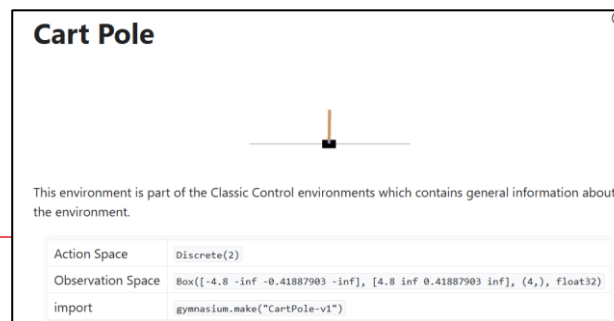 Cart Pole
This environment is part of the Classic Control environments which contains general information about
the environment.
Action Space Discrete(2)
Observation Space Box([-4.8 -inf -0.41887903 -inf], [4.8 inf 0.41887903 inf], (4,), float32)
import gymnasium.make("CartPole-v1")